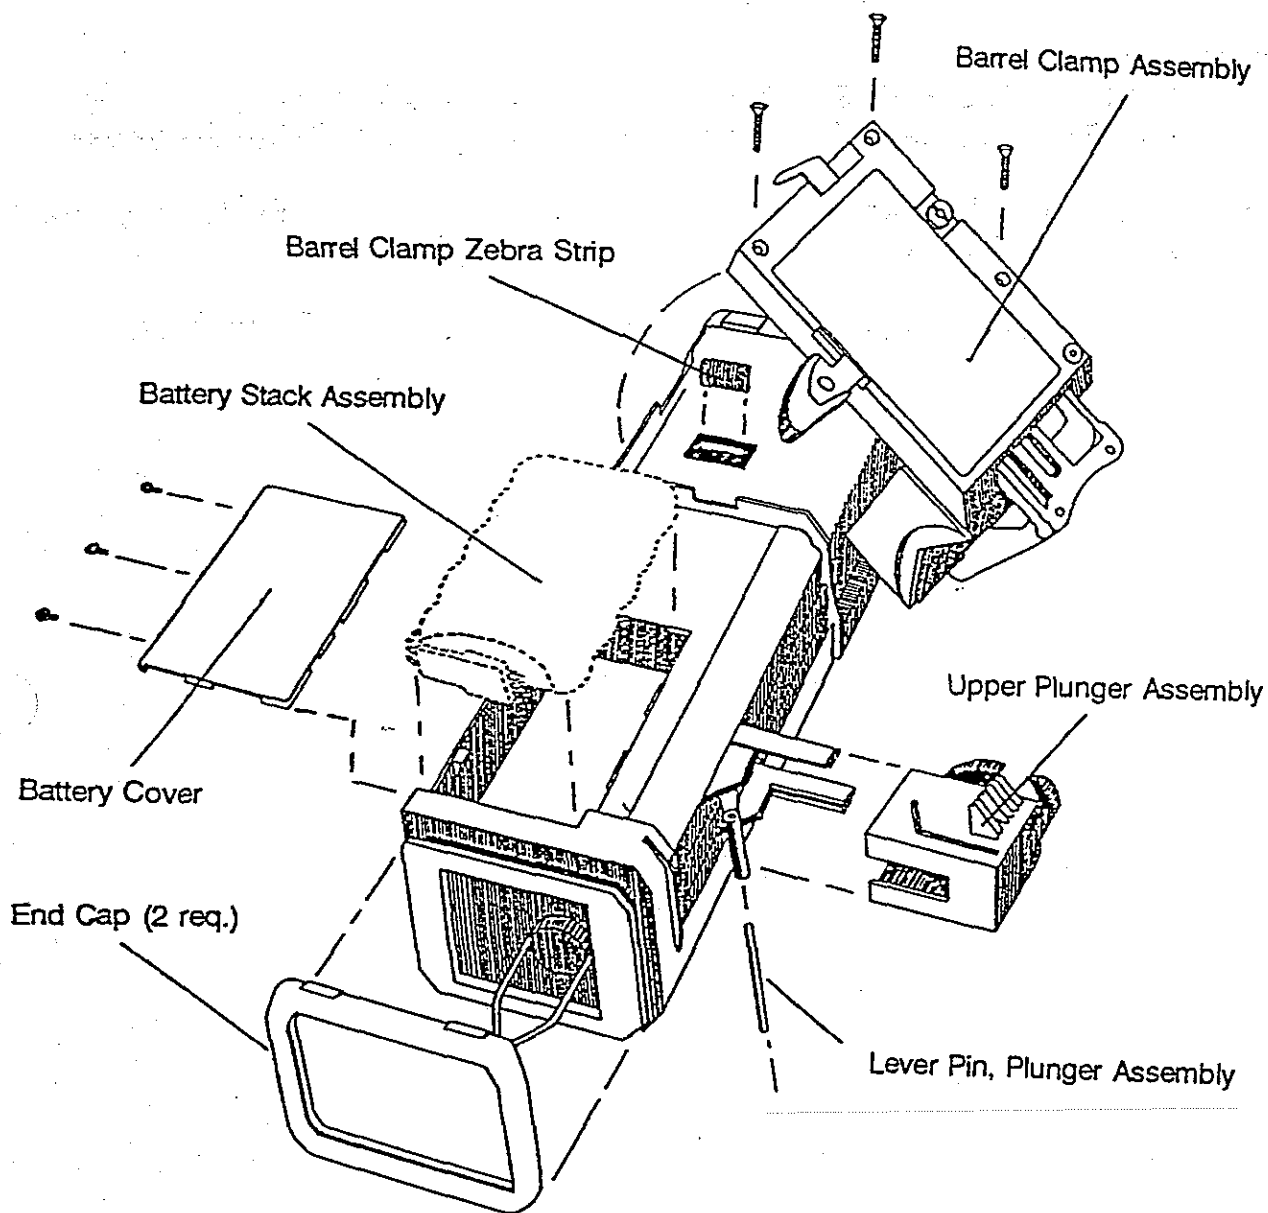 Barrel Clamp Assembly
Barrel Clamp Zebra Strip
Battery Stack Assembly
Upper Plunger Assembly
Battery Cover
End Cap (2 req.)
Lever Pin, Plunger Assembly